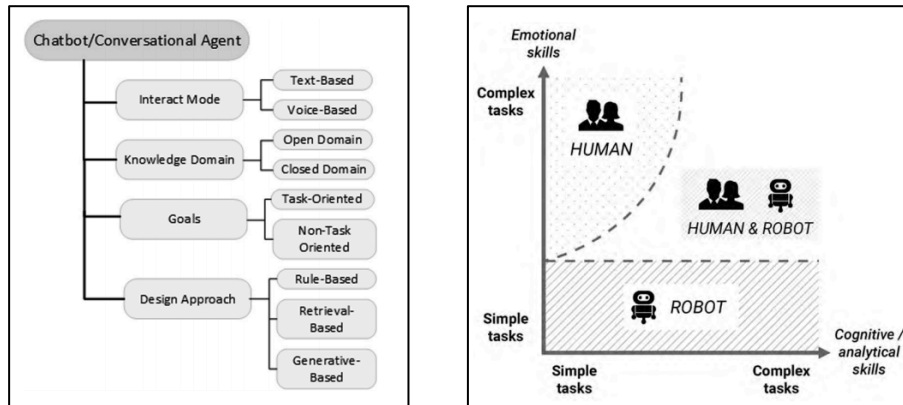 Chatbot/Conversational Agent
Interact Mode
Text-Based
Voice-Based
Knowledge Domain
Open Domain
Closed Domain
Goals
Task-Oriented
Non-Task
Oriented
Design Approach
Rule-Based
Retrieval-
Based
Generative-
Based
Emotional
skills
Complex
tasks
HUMAN
HUMAN & ROBOT
ROBOT
Simple
tasks
Simple
tasks
Complex
tasks
Cognitive /
analytical
skills